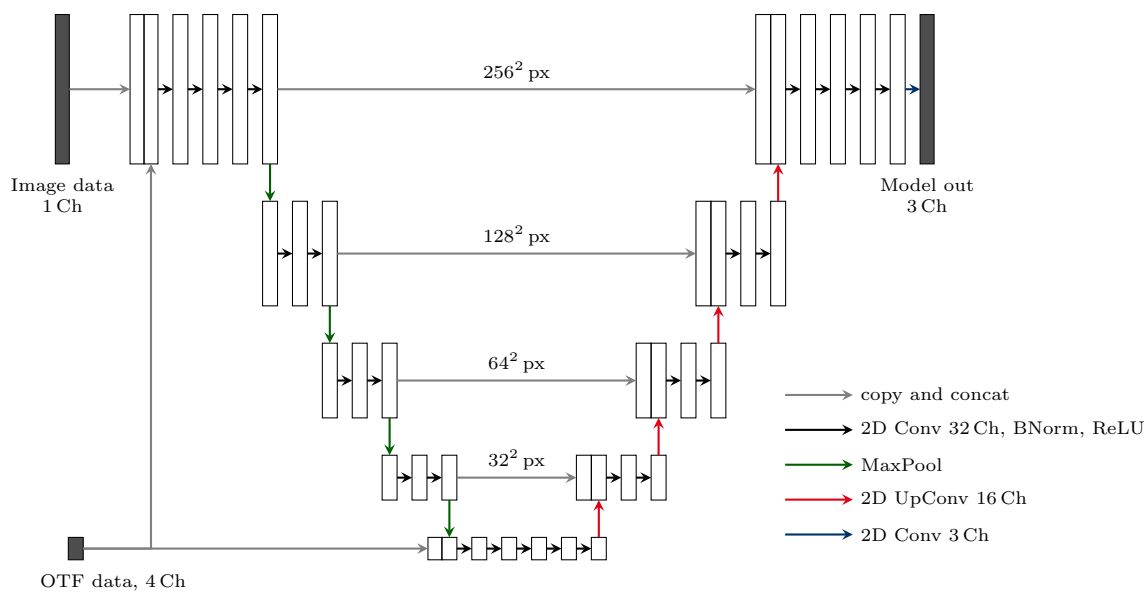 256² px
Image data
1 Ch
Model out
3 Ch
128² px
64² px
copy and concat
2D Conv 32 Ch, BNorm, ReLU
32² px
MaxPool
2D UpConv 16 Ch
2D Conv 3 Ch
OTF data, 4 Ch